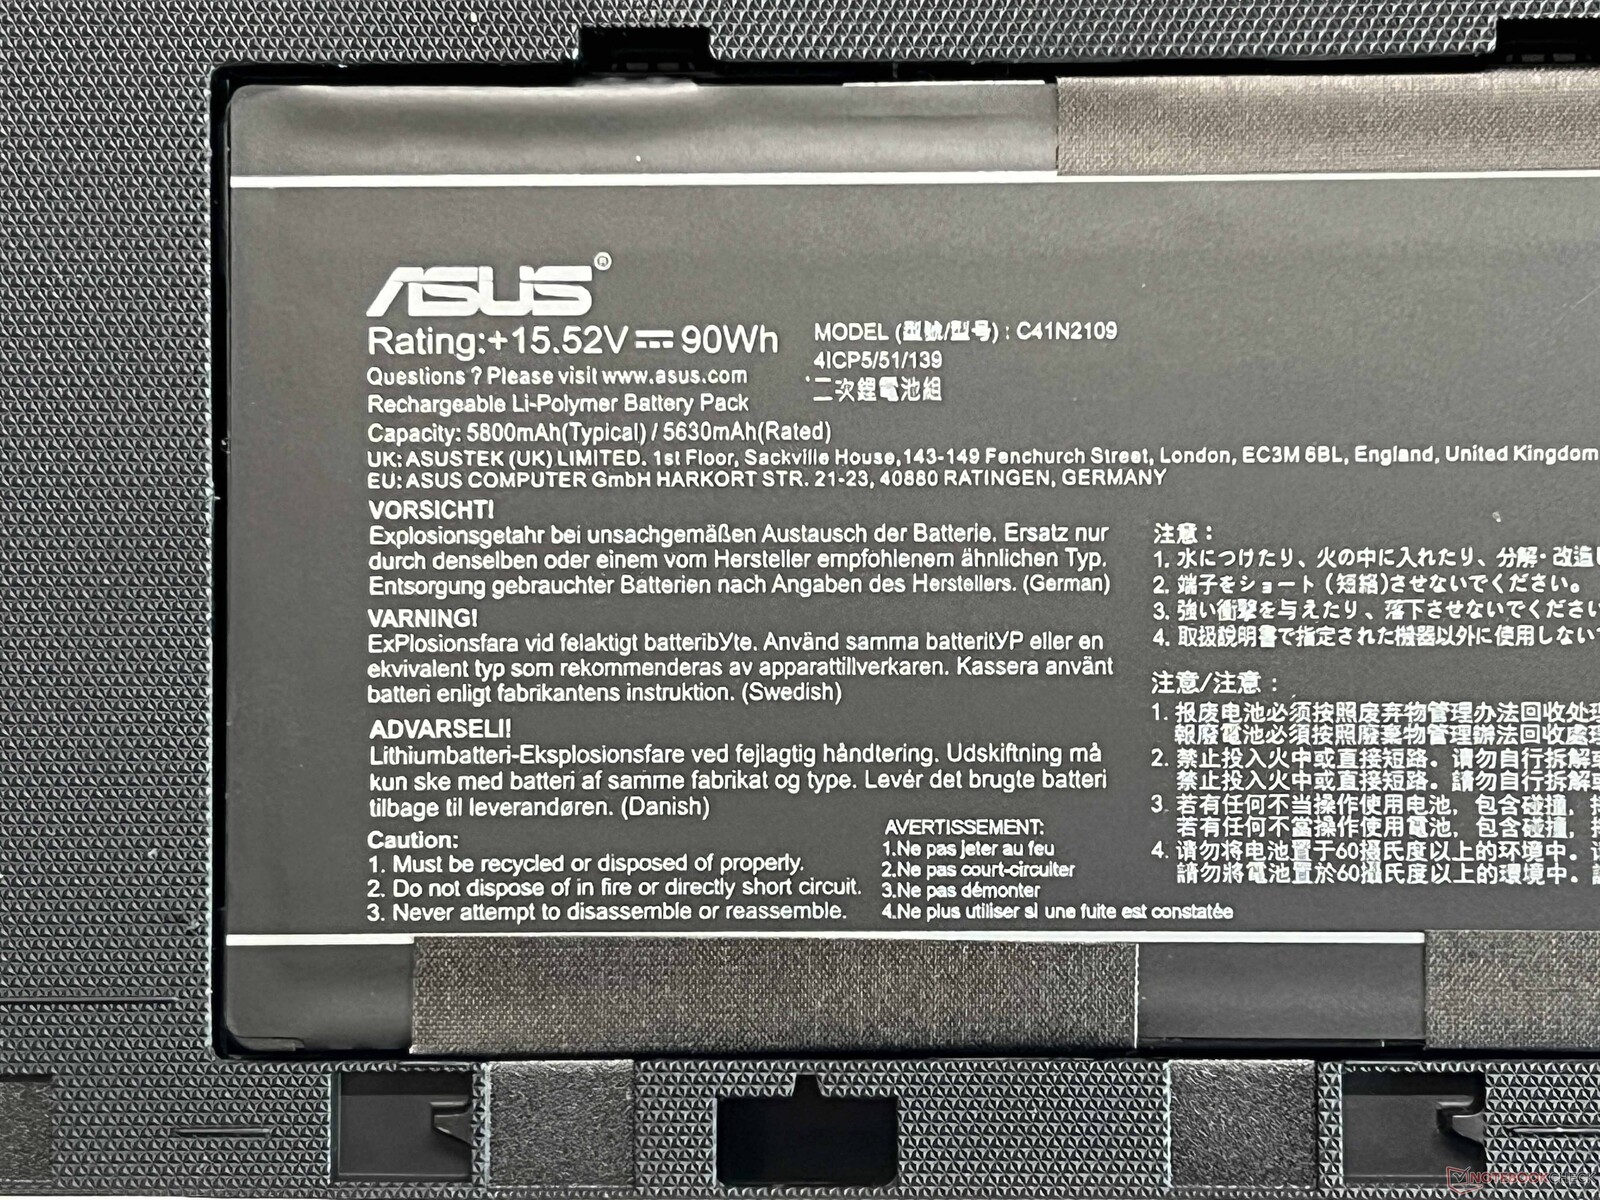 ASUS®
Rating:+15.52V⎓90Wh
MODEL (型號/型号) : C41N2109
4ICP5/51/139
二次鋰電池組
Questions ? Please visit www.asus.com
Rechargeable Li-Polymer Battery Pack
Capacity: 5800mAh(Typical) / 5630mAh(Rated)
UK: ASUSTEK (UK) LIMITED. 1st Floor, Sackville House,143-149 Fenchurch Street, London, EC3M 6BL, England, United Kingdom
EU: ASUS COMPUTER GmbH HARKORT STR. 21-23, 40880 RATINGEN, GERMANY
VORSICHT!
Explosionsgetahr bei unsachgemäßen Austausch der Batterie. Ersatz nur
durch denselben oder einem vom Hersteller empfohlenem ähnlichen Typ.
Entsorgung gebrauchter Batterien nach Angaben des Herstellers. (German)
VARNING!
ExPlosionsfara vid felaktigt batteribYte. Använd samma batteritYP eller en
ekvivalent typ som rekommenderas av apparattillverkaren. Kassera använt
batteri enligt fabrikantens instruktion. (Swedish)
ADVARSELI!
Lithiumbatteri-Eksplosionsfare ved fejlagtig håndtering. Udskiftning må
kun ske med batteri af samme fabrikat og type. Levér det brugte batteri
tilbage til leverandøren. (Danish)
Caution:
1. Must be recycled or disposed of properly.
2. Do not dispose of in fire or directly short circuit.
3. Never attempt to disassemble or reassemble.
AVERTISSEMENT:
1.Ne pas jeter au feu
2.Ne pas court-circuiter
3.Ne pas démonter
4.Ne plus utiliser si une fuite est constatée
注意：
1. 水につけたり、火の中に入れたり、分解・改造し
2. 端子をショート（短絡)させないでください。
3. 強い衝撃を与えたり、落下させないでください
4. 取扱説明書で指定された機器以外に使用しない
注意/注意：
1. 报废电池必须按照废弃物管理办法回收处理
報廢電池必須按照廢棄物管理辦法回收處理
2. 禁止投入火中或直接短路。请勿自行拆解或
禁止投入火中或直接短路。請勿自行拆解或
3. 若有任何不当操作使用电池，包含碰撞，
若有任何不當操作使用電池，包含碰撞，
4. 请勿将电池置于60摄氏度以上的环境中。
請勿將電池置於60攝氏度以上的環境中。
NOTEBOOKCHECK